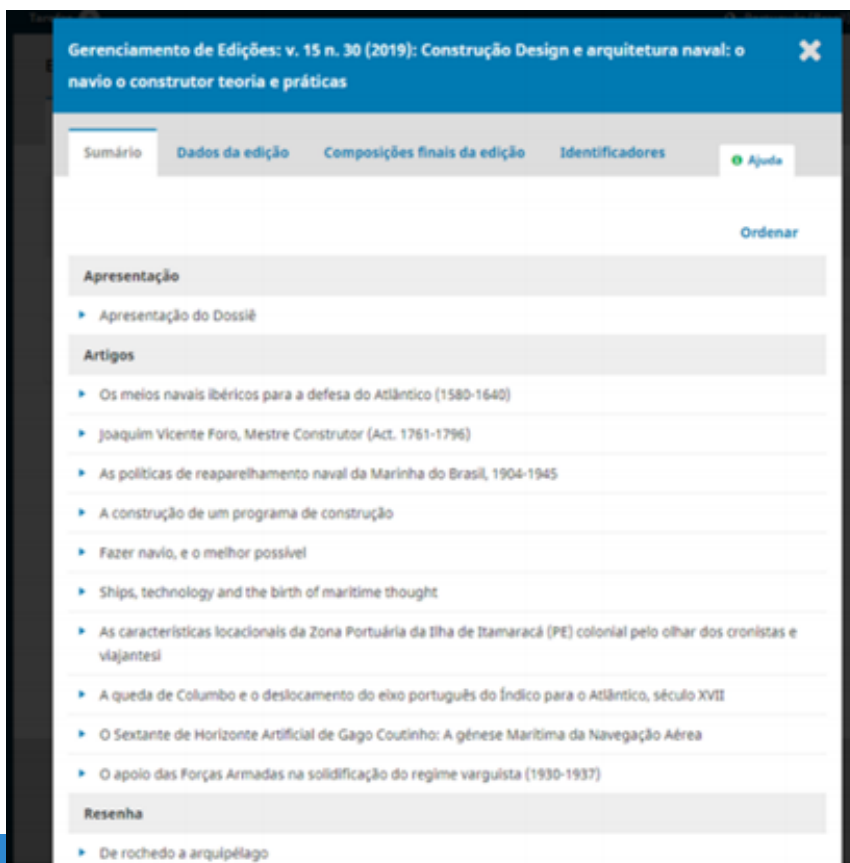 Gerenciamento de Edições: v. 15 n. 30 (2019): Construção Design e arquitetura naval: o
navio o construtor teoria e práticas
Sumário Dados da edição Composições finais da edição Identificadores Ajuda
Ordenar
Apresentação
Apresentação do Dossiê
Artigos
Os meios navais ibéricos para a defesa do Atlântico (1580-1640)
Joaquim Vicente Foro, Mestre Construtor (Act. 1761-1796)
As políticas de reaparelhamento naval da Marinha do Brasil, 1904-1945
A construção de um programa de construção
Fazer navio, e o melhor possível
Ships, technology and the birth of maritime thought
As características locacionais da Zona Portuária da Ilha de Itamaracá (PE) colonial pelo olhar dos cronistas e
viajantesi
A queda de Columbo e o deslocamento do eixo português do Índico para o Atlântico, século XVII
O Sextante de Horizonte Artificial de Gago Coutinho: A génese Marítima da Navegação Aérea
O apoio das Forças Armadas na solidificação do regime varguista (1930-1937)
Resenha
De rochedo a arquipélago